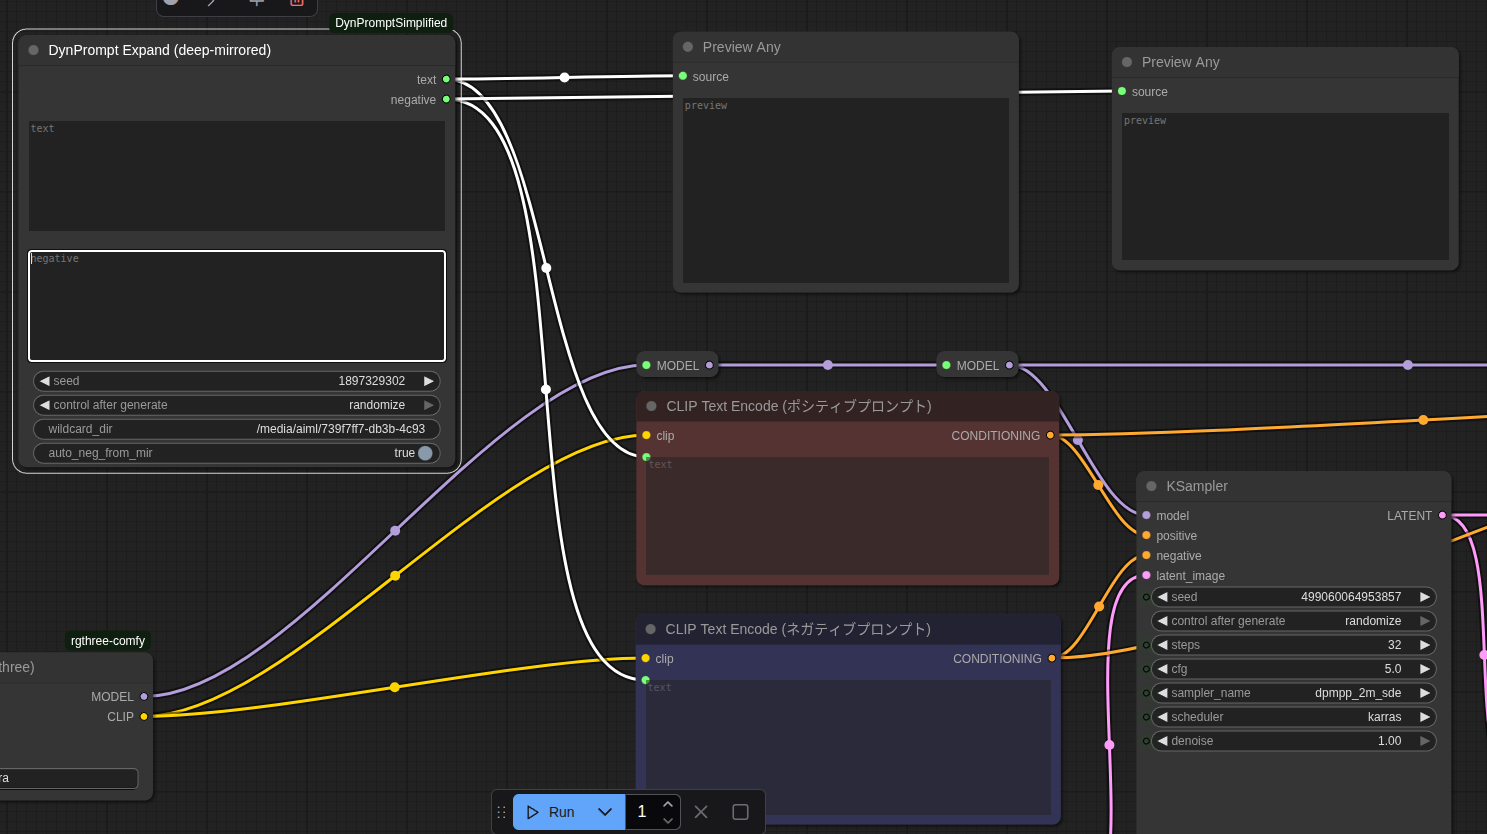 DynPromptSimplified
DynPrompt Expand (deep-mirrored)
text
negative
text
negative
seed 1897329302
control after generate randomize
wildcard_dir /media/aiml/739f7ff7-db3b-4c93
auto_neg_from_mir true
Preview Any
source
preview
Preview Any
source
preview
MODEL
MODEL
CLIP Text Encode (ポシティブプロンプト)
clip CONDITIONING
text
CLIP Text Encode (ネガティブプロンプト)
clip CONDITIONING
text
KSampler
model LATENT
positive
negative
latent_image
seed 499060064953857
control after generate randomize
steps 32
cfg 5.0
sampler_name dpmpp_2m_sde
scheduler karras
denoise 1.00
rgthree-comfy
three)
MODEL
CLIP
ra
Run 1